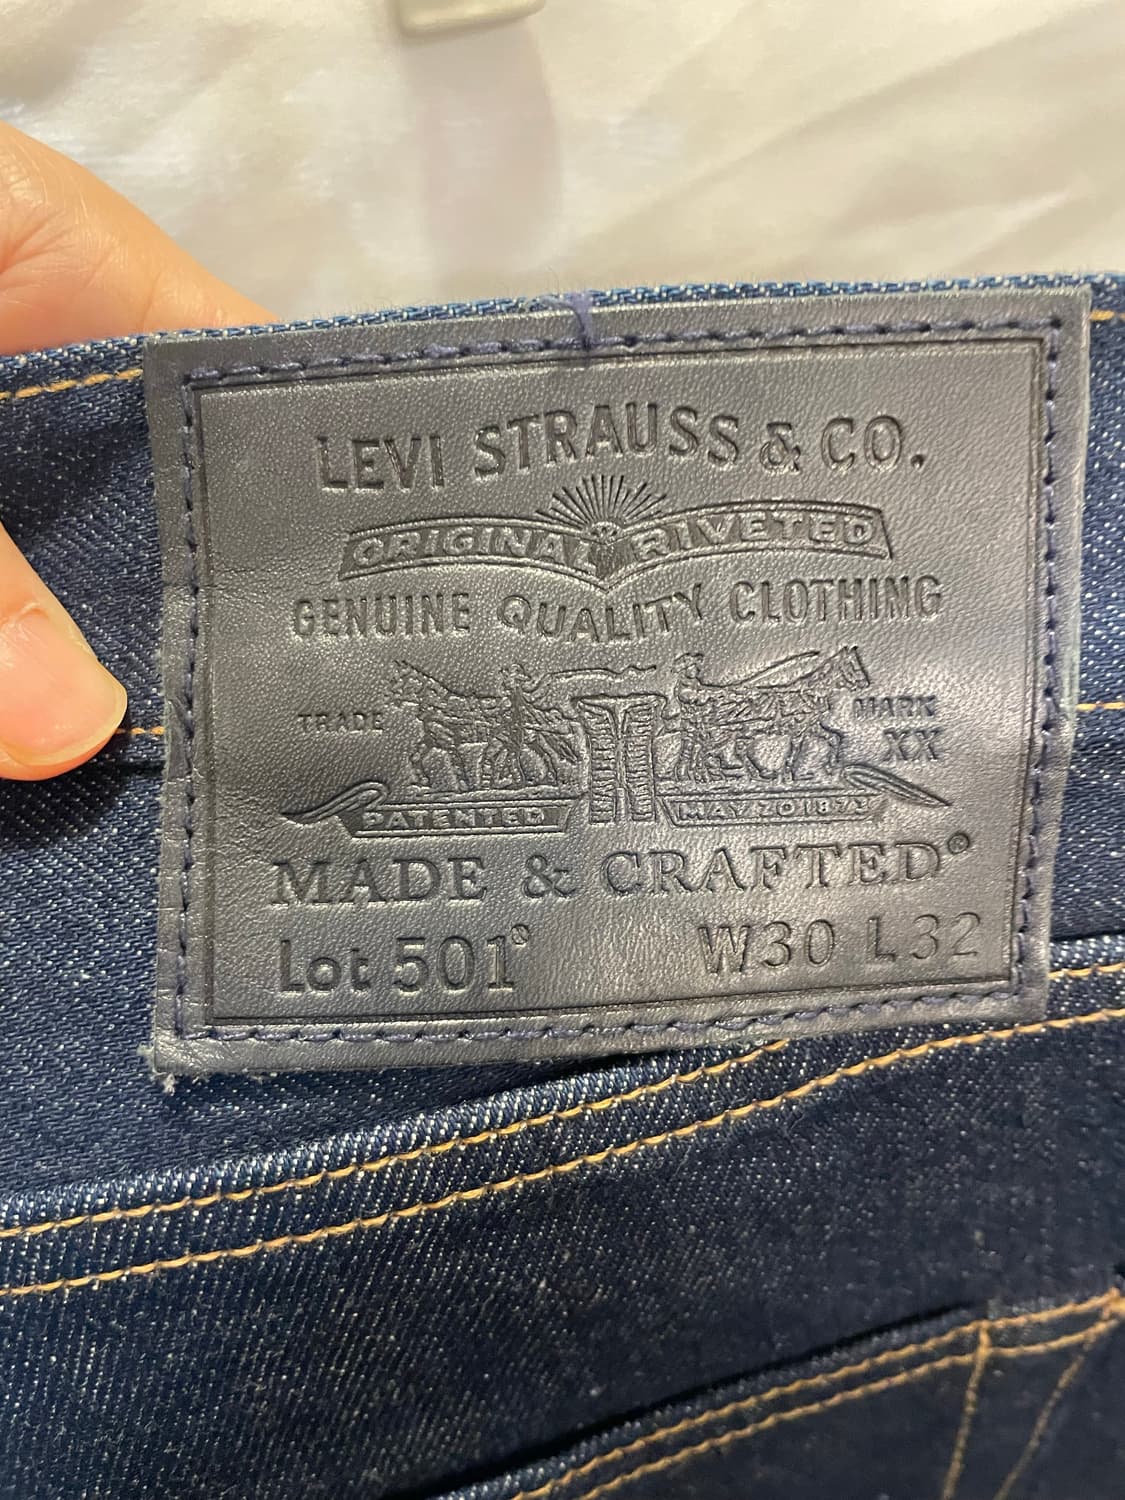 LEVI STRAUSS & CO.
ORIGINAL RIVETED
GENUINE QUALITY CLOTHING
TRADE MARK
XX
PATENTED MAY 20 1873
MADE & CRAFTED®
Lot 501® W30 L32